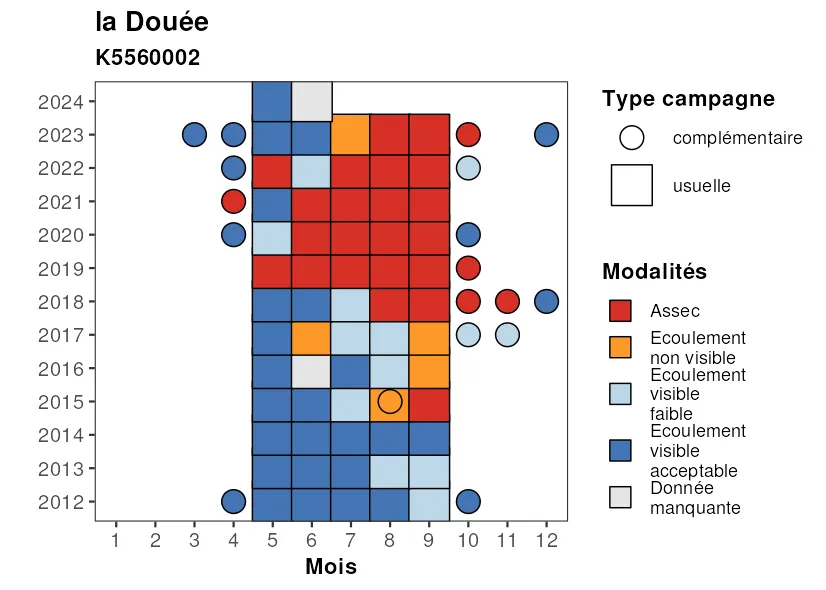 la Douée
K5560002
2024
2023
2022
2021
2020
2019
2018
2017
2016
2015
2014
2013
2012
1 2 3 4 5 6 7 8 9 10 11 12
Mois
Type campagne
complémentaire
usuelle
Modalités
Assec
Ecoulement
non visible
Ecoulement
visible
faible
Ecoulement
visible
acceptable
Donnée
manquante